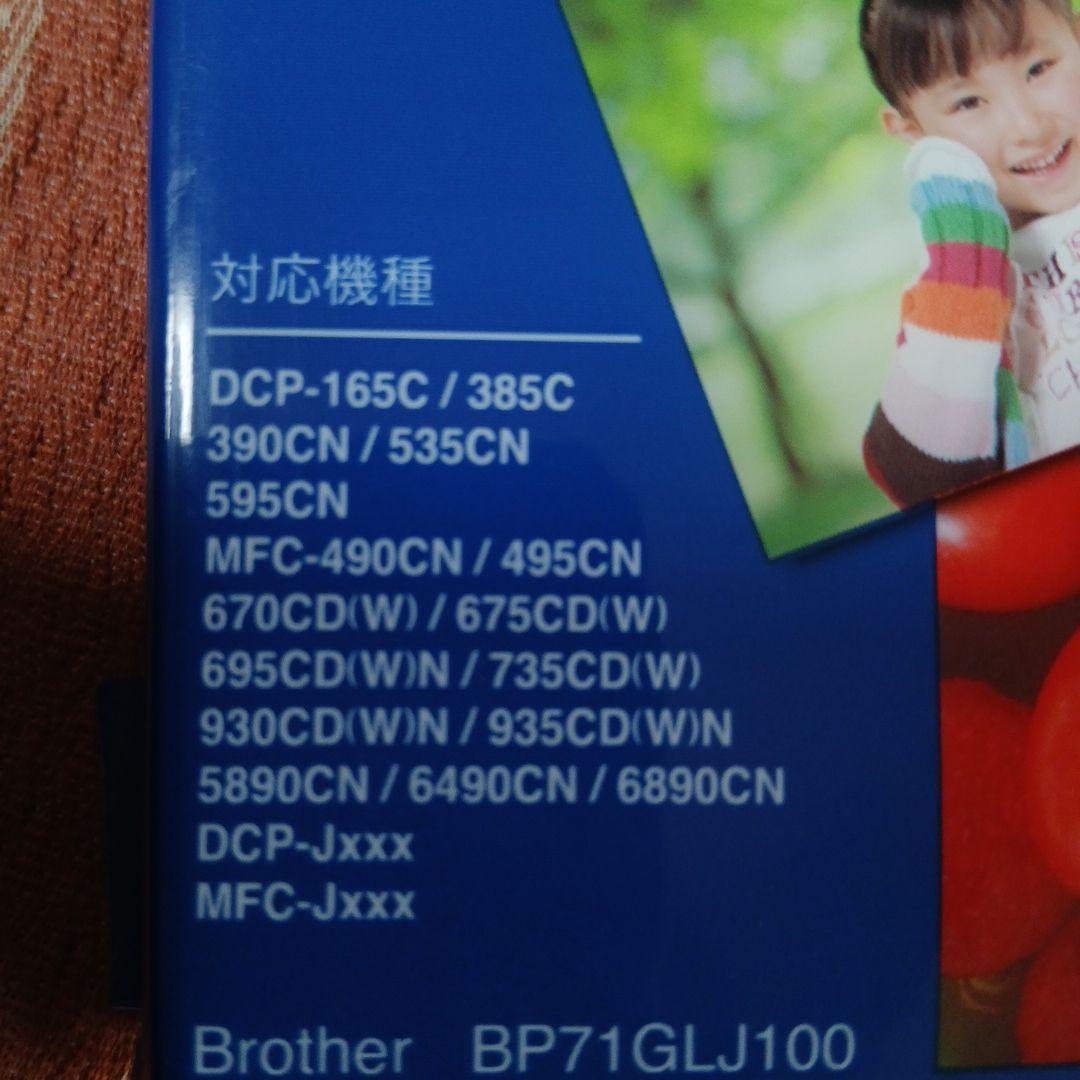 対応機種
DCP-165C / 385C
390CN / 535CN
595CN
MFC-490CN / 495CN
670CD(W) / 675CD(W)
695CD(W)N / 735CD(W)
930CD(W)N / 935CD(W)N
5890CN / 6490CN / 6890CN
DCP-Jxxx
MFC-Jxxx
Brother BP71GLJ100